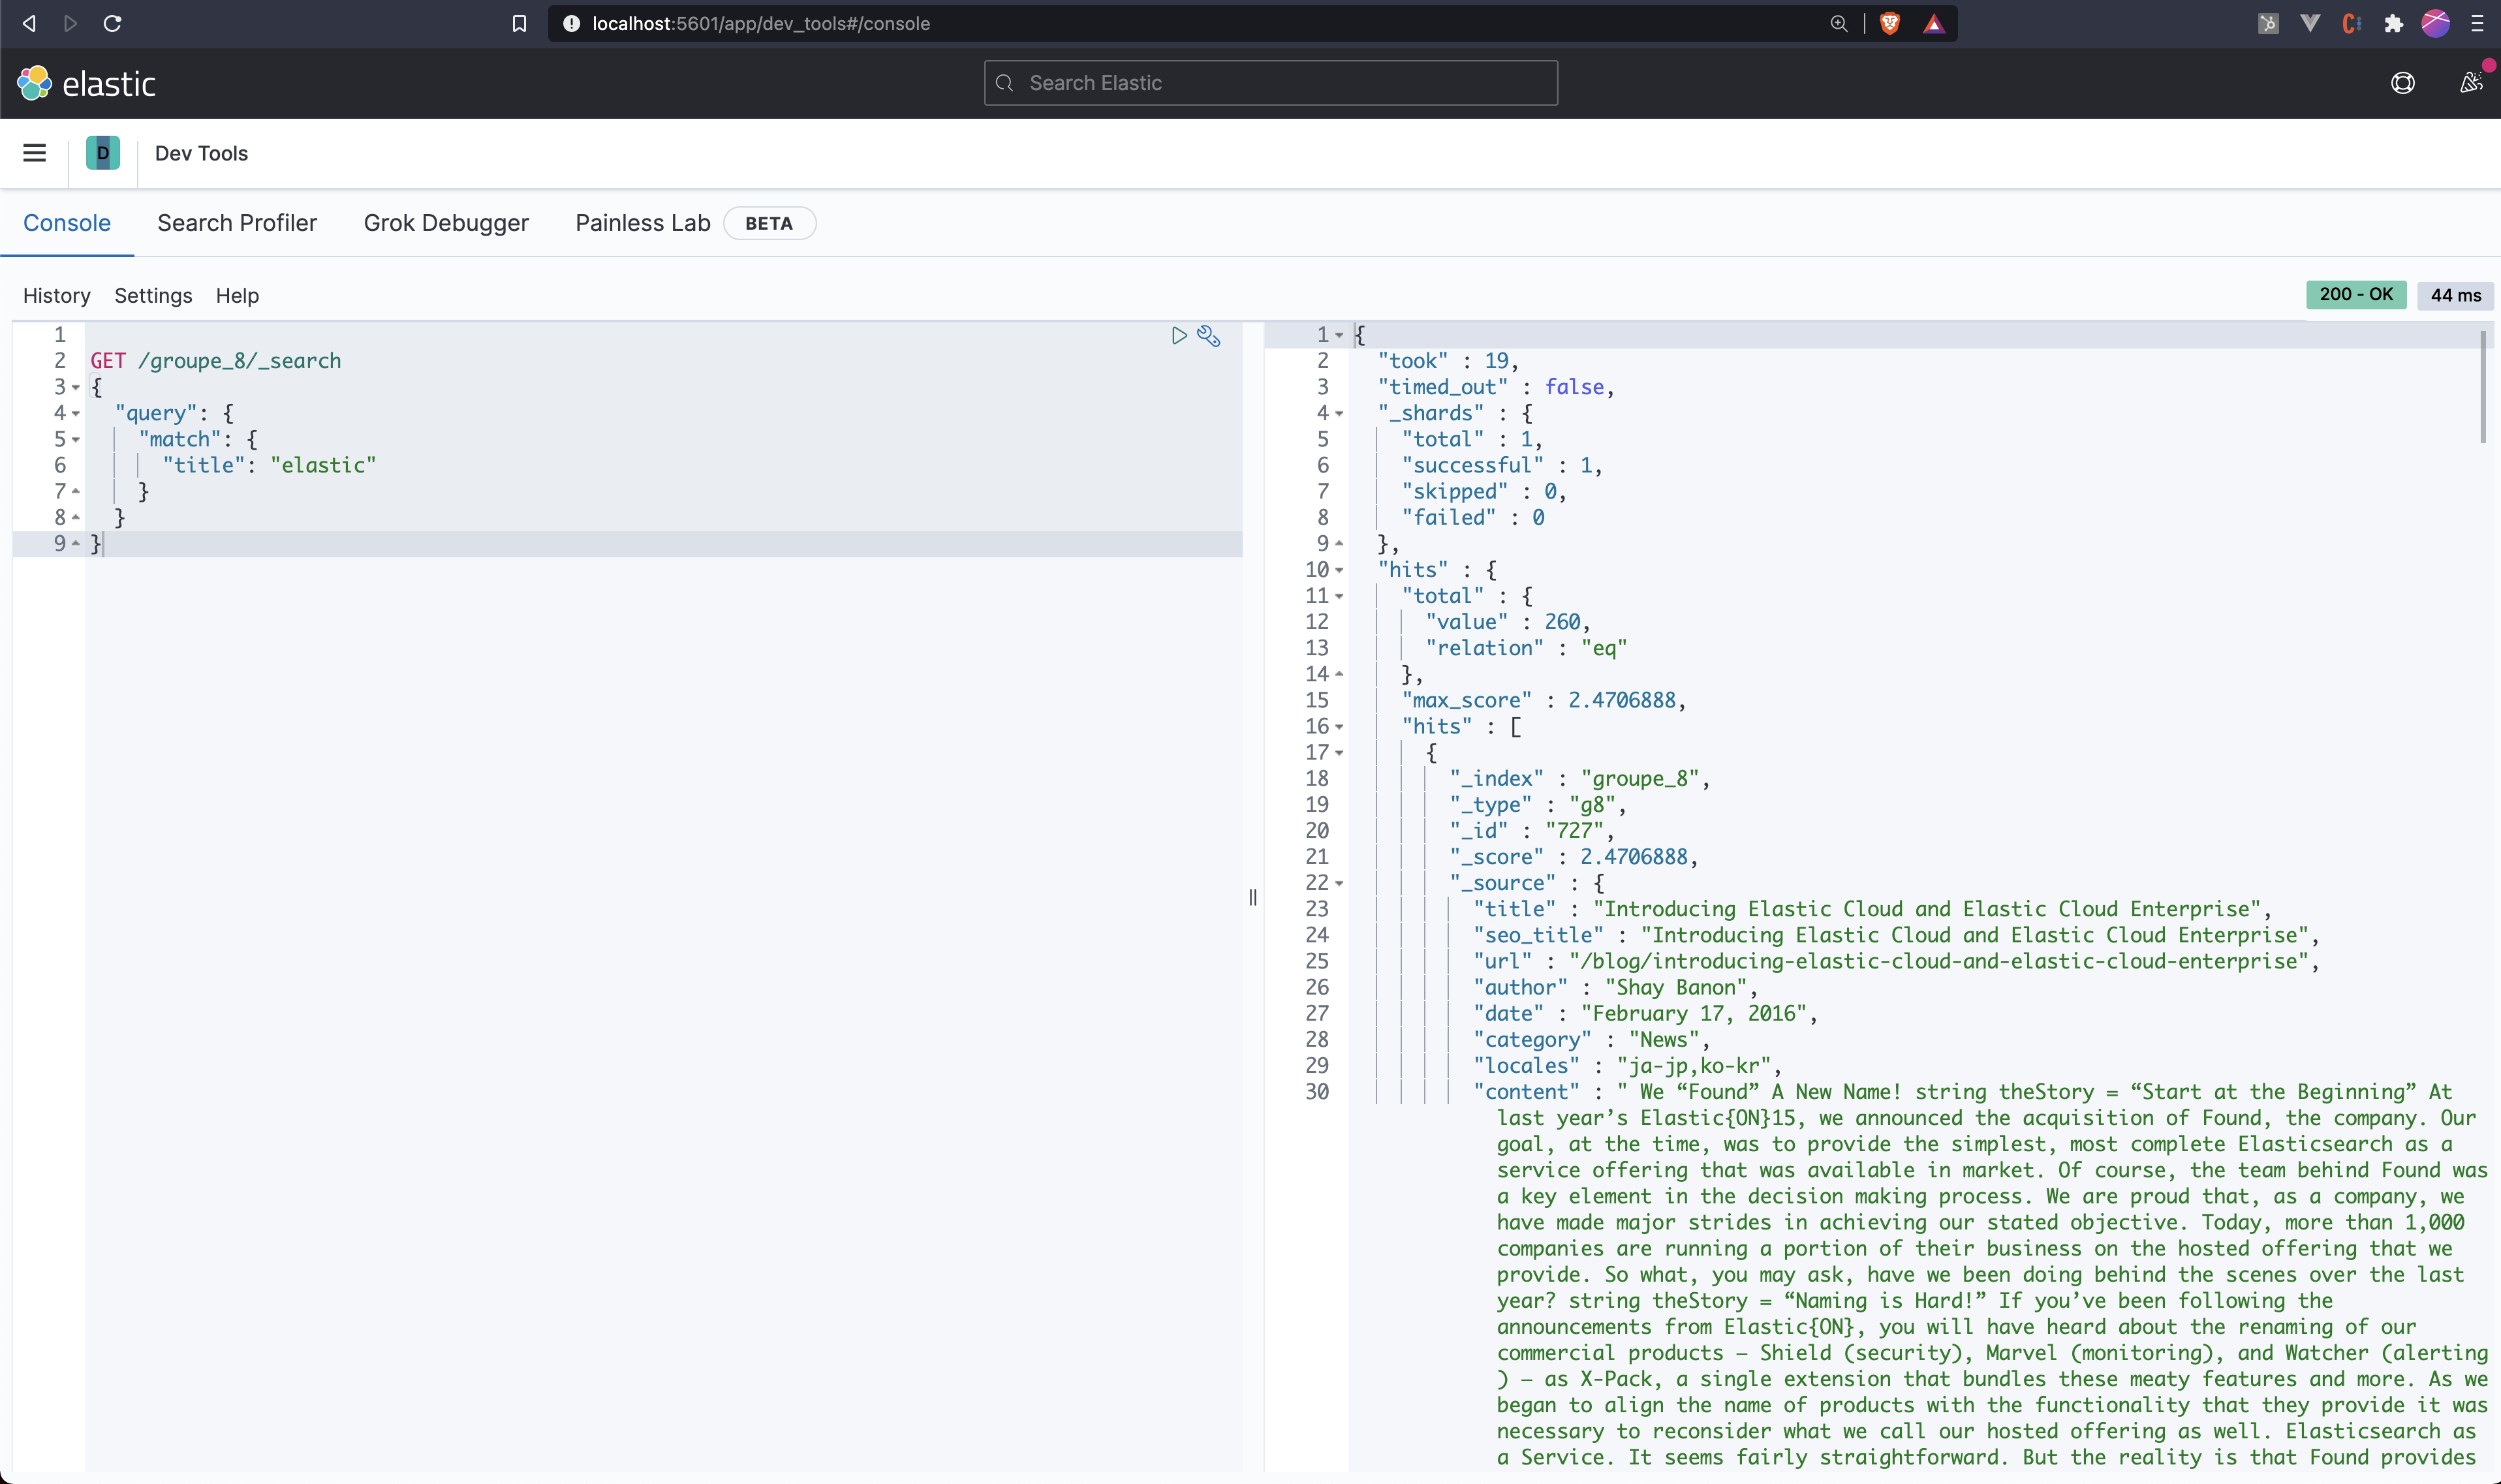 localhost:5601/app/dev_tools#/console
elastic
Search Elastic
D
Dev Tools
Console
Search Profiler
Grok Debugger
Painless Lab
BETA
History
Settings
Help
200 - OK
44 ms
1
2 GET /groupe_8/_search
3 {
4 "query": {
5 "match": {
6 "title": "elastic"
7 }
8 }
9 }
1 {
2 "took" : 19,
3 "timed_out" : false,
4 "_shards" : {
5 "total" : 1,
6 "successful" : 1,
7 "skipped" : 0,
8 "failed" : 0
9 },
10 "hits" : {
11 "total" : {
12 "value" : 260,
13 "relation" : "eq"
14 },
15 "max_score" : 2.4706888,
16 "hits" : [
17 {
18 "_index" : "groupe_8",
19 "_type" : "g8",
20 "_id" : "727",
21 "_score" : 2.4706888,
22 "_source" : {
23 "title" : "Introducing Elastic Cloud and Elastic Cloud Enterprise",
24 "seo_title" : "Introducing Elastic Cloud and Elastic Cloud Enterprise",
25 "url" : "/blog/introducing-elastic-cloud-and-elastic-cloud-enterprise",
26 "author" : "Shay Banon",
27 "date" : "February 17, 2016",
28 "category" : "News",
29 "locales" : "ja-jp,ko-kr",
30 "content" : " We “Found” A New Name! string theStory = “Start at the Beginning” At
last year’s Elastic{ON}15, we announced the acquisition of Found, the company. Our
goal, at the time, was to provide the simplest, most complete Elasticsearch as a
service offering that was available in market. Of course, the team behind Found was
a key element in the decision making process. We are proud that, as a company, we
have made major strides in achieving our stated objective. Today, more than 1,000
companies are running a portion of their business on the hosted offering that we
provide. So what, you may ask, have we been doing behind the scenes over the last
year? string theStory = “Naming is Hard!” If you’ve been following the
announcements from Elastic{ON}, you will have heard about the renaming of our
commercial products — Shield (security), Marvel (monitoring), and Watcher (alerting
) — as X-Pack, a single extension that bundles these meaty features and more. As we
began to align the name of products with the functionality that they provide it was
necessary to reconsider what we call our hosted offering as well. Elasticsearch as
a Service. It seems fairly straightforward. But the reality is that Found provides